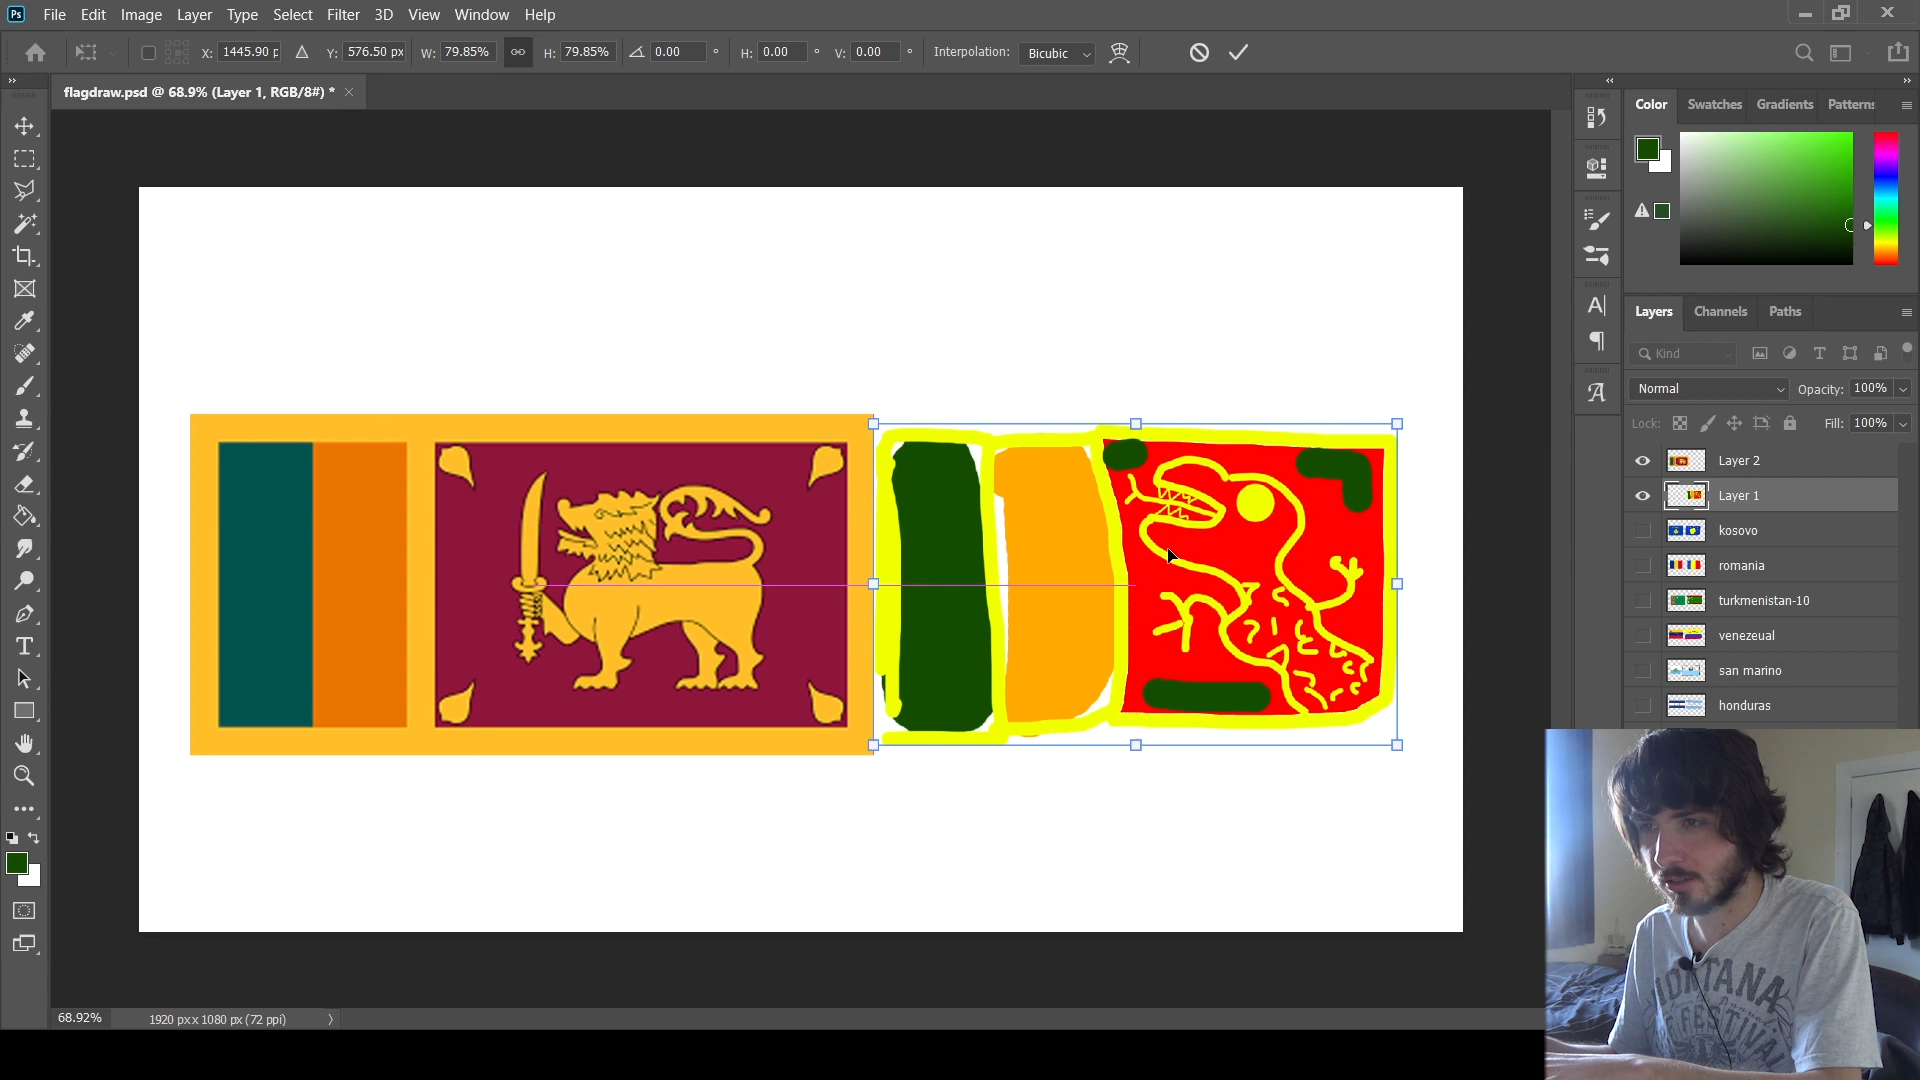 Ps File Edit Image Layer Type Select Filter 3D View Window Help
X: 1445.90 p Y: 576.50 px W: 79.85% H: 79.85% 0.00 ° H: 0.00 ° V: 0.00 ° Interpolation: Bicubic
flagdraw.psd @ 68.9% (Layer 1, RGB/8#) * ×
Color Swatches Gradients Patterns
Layers Channels Paths
Kind
Normal Opacity: 100%
Lock: Fill: 100%
Layer 2
Layer 1
kosovo
romania
turkmenistan-10
venezeual
san marino
honduras
68.92% 1920 px x 1080 px (72 ppi)
MONTANA
FESTIVAL